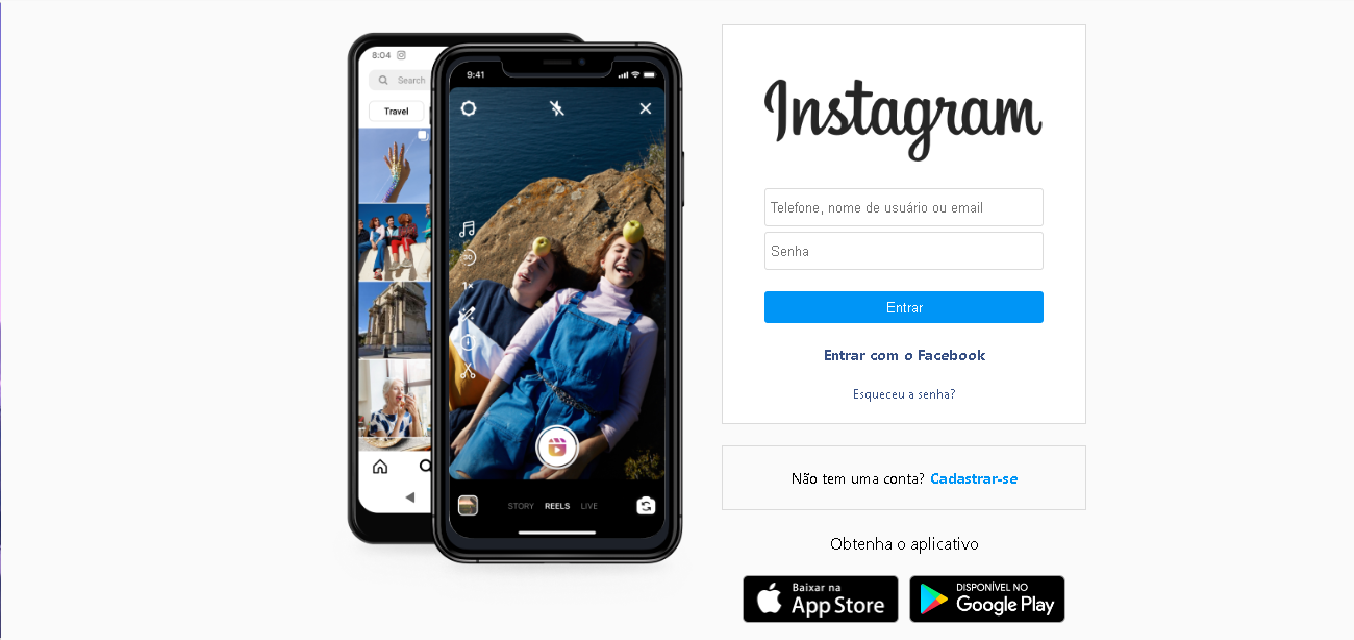 8:04
Search
Travel
9:41
30
1x
STORY REELS LIVE
Instagram
Telefone, nome de usuário ou email
Senha
Entrar
Entrar com o Facebook
Esqueceu a senha?
Não tem uma conta? Cadastrar-se
Obtenha o aplicativo
Baixar na
App Store
DISPONÍVEL NO
Google Play